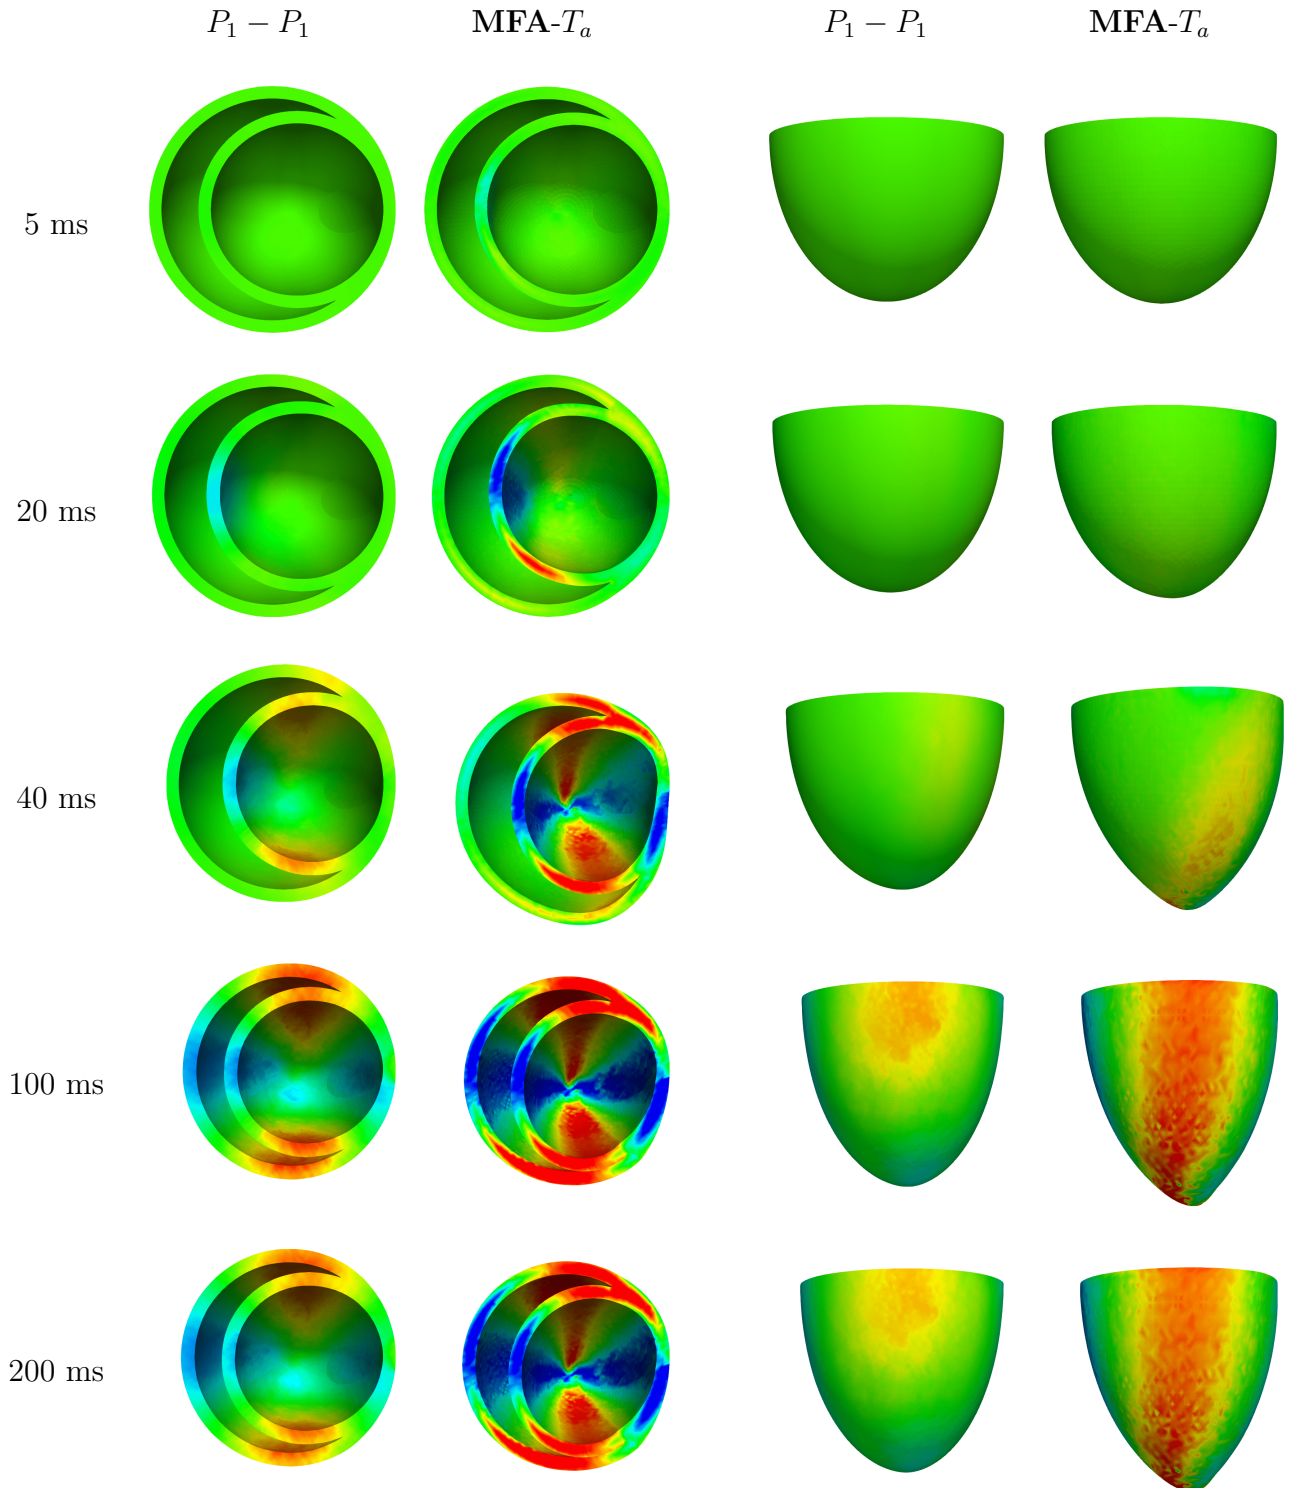 P₁ − P₁ MFA-Tₐ P₁ − P₁ MFA-Tₐ
5 ms
20 ms
40 ms
100 ms
200 ms